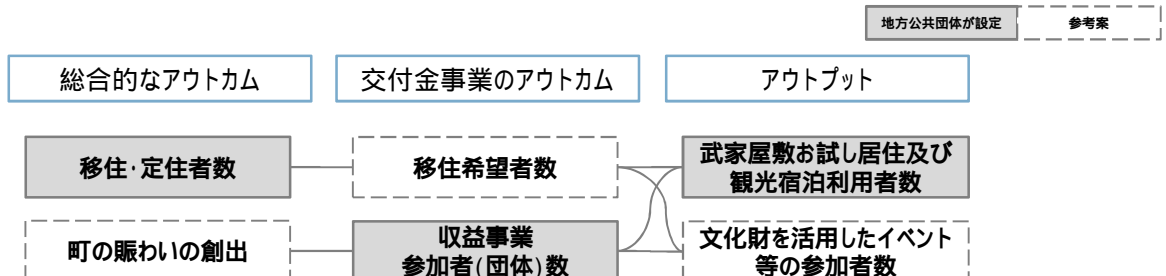 地方公共団体が設定 参考案
総合的なアウトカム 交付金事業のアウトカム アウトプット
移住・定住者数 移住希望者数 武家屋敷お試し居住及び
観光宿泊利用者数
町の賑わいの創出 収益事業
参加者(団体)数 文化財を活用したイベント
等の参加者数